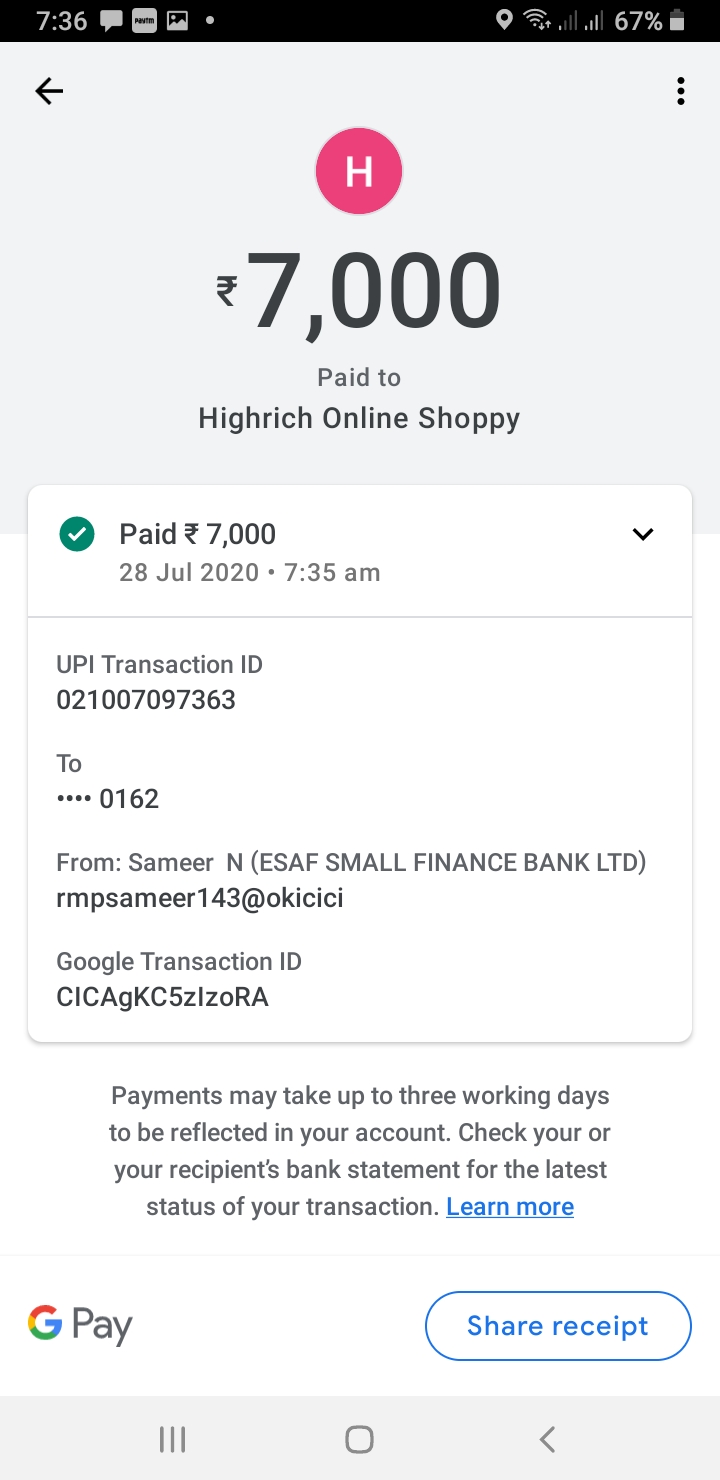 7:36 paytm 67%
H
₹7,000
Paid to
Highrich Online Shoppy
Paid ₹ 7,000
28 Jul 2020 • 7:35 am
UPI Transaction ID
021007097363
To
•••• 0162
From: Sameer  N (ESAF SMALL FINANCE BANK LTD)
rmpsameer143@okicici
Google Transaction ID
CICAgKC5zIzoRA
Payments may take up to three working days
to be reflected in your account. Check your or
your recipient's bank statement for the latest
status of your transaction. Learn more
G Pay
Share receipt